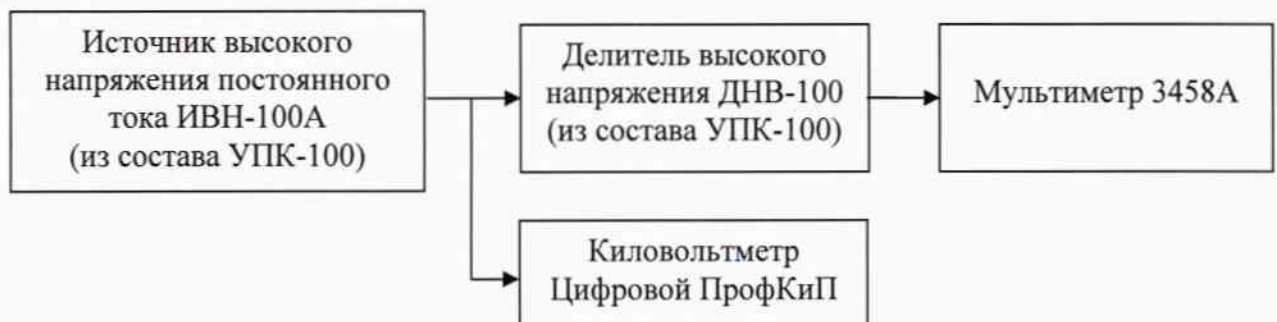 Источник высокого
напряжения постоянного
тока ИВН-100А
(из состава УПК-100)
Делитель высокого
напряжения ДНВ-100
(из состава УПК-100)
Мультиметр 3458А
Киловольтметр
Цифровой ПрофКиП